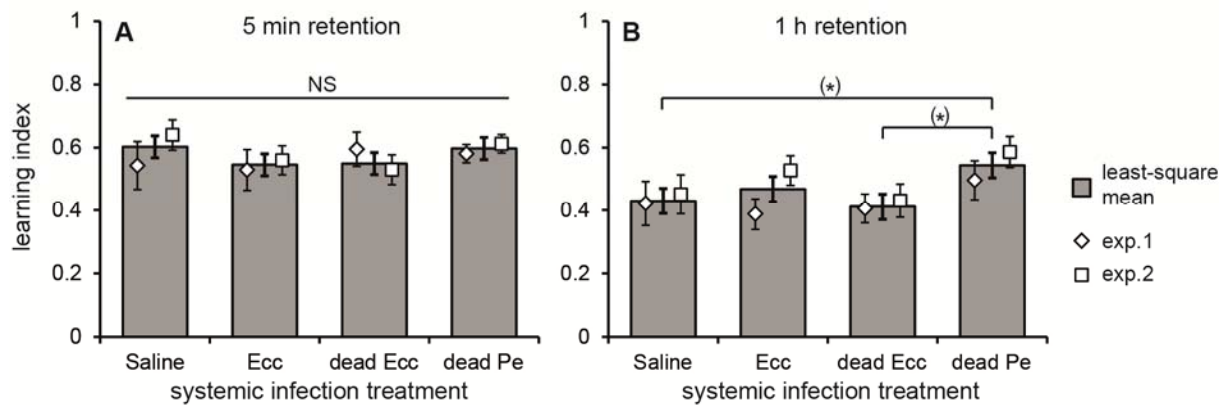 A
5 min retention
B
1 h retention
learning index
1
0.8
0.6
0.4
0.2
0
NS
Saline
Ecc
dead Ecc
dead Pe
systemic infection treatment
1
0.8
0.6
0.4
0.2
0
(*)
(*)
Saline
Ecc
dead Ecc
dead Pe
systemic infection treatment
least-square
mean
exp.1
exp.2